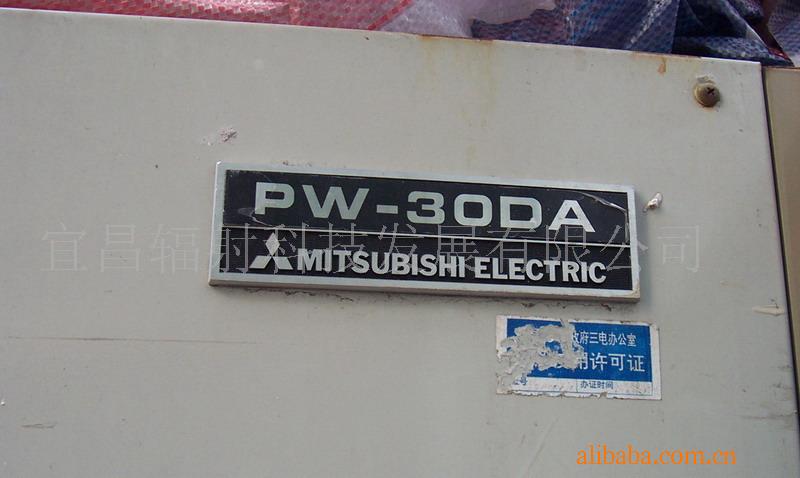 PW-30DA
MITSUBISHI ELECTRIC
宜昌辐射科技发展有限公司
政府三电办公室
用许可证
号
办证时间
alibaba.com.cn